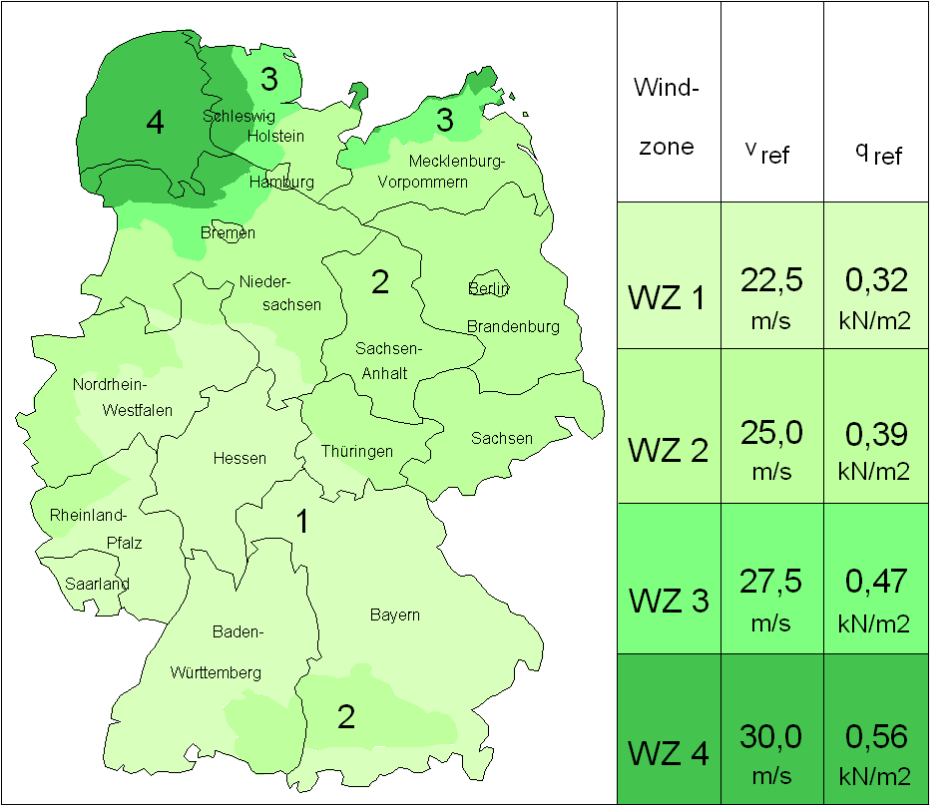 3
4
Schleswig-
Holstein
3
Mecklenburg-
Vorpommern
Hamburg
Bremen
Nieder-
sachsen
2
Berlin
Brandenburg
Sachsen-
Anhalt
Nordrhein-
Westfalen
Hessen
Thüringen
Sachsen
Rheinland-
Pfalz
1
Saarland
Bayern
Baden-
Württemberg
2
Wind-
zone v ref q ref
WZ 1 22,5 m/s 0,32 kN/m2
WZ 2 25,0 m/s 0,39 kN/m2
WZ 3 27,5 m/s 0,47 kN/m2
WZ 4 30,0 m/s 0,56 kN/m2